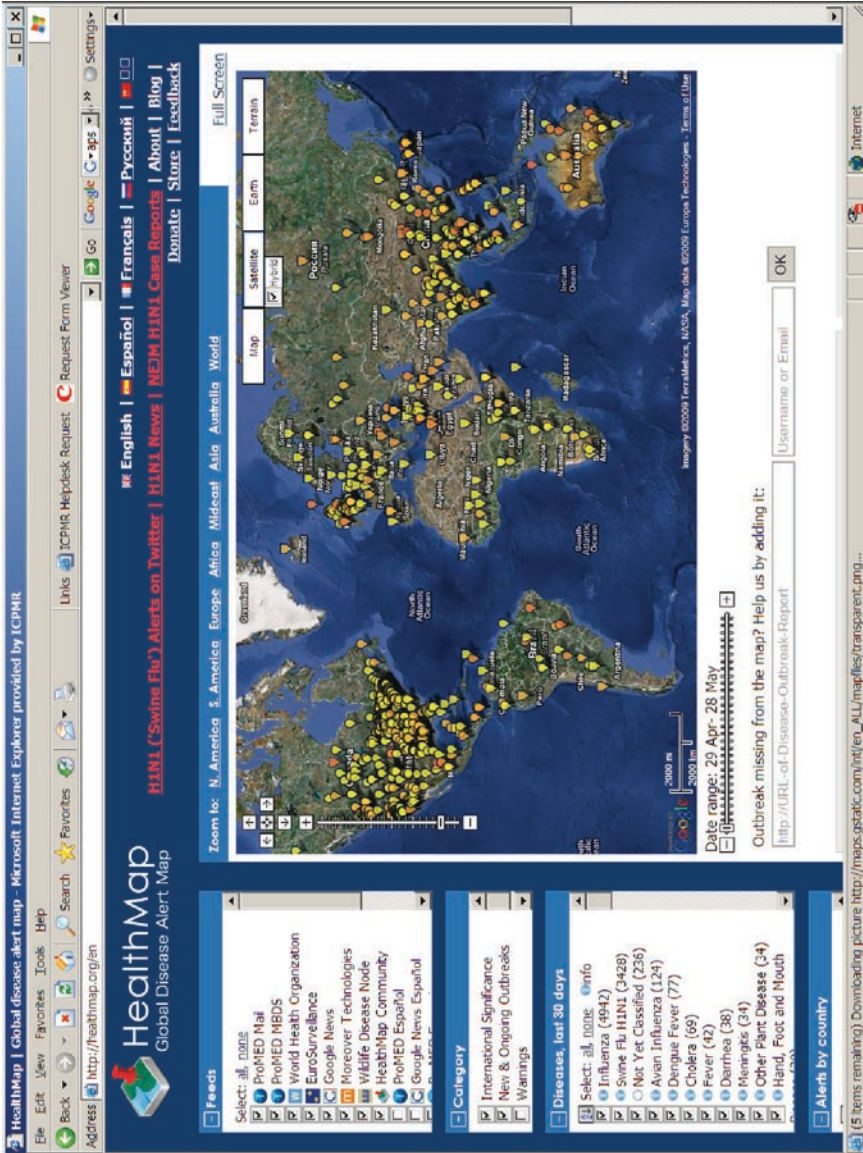 HealthMap | Global disease alert map - Microsoft Internet Explorer provided by ICPMR
File Edit View Favorites Tools Help
Back Search Favorites
Links ICPMR Helpdesk Request Request Form Viewer
Address http://healthmap.org/en
Go Google Settings
HealthMap
Global Disease Alert Map
English | Español | Français | Русский |
H1N1 ('Swine Flu') Alerts on Twitter | H1N1 News | NEJM H1N1 Case Reports | About | Blog |
Donate | Store | Feedback
Feeds
Select: all, none
ProMED Mail
ProMED MBDS
World Health Organization
EuroSurveillance
Google News
Moreover Technologies
Wildlife Disease Node
HealthMap Community
ProMED Español
Google News Español
Category
International Significance
New & Ongoing Outbreaks
Warnings
Diseases, last 30 days
Select: all, none info
Influenza (4942)
Swine Flu H1N1 (3428)
Not Yet Classified (236)
Avian Influenza (124)
Dengue Fever (77)
Cholera (69)
Fever (42)
Diarrhea (38)
Meningitis (34)
Other Plant Disease (34)
Hand, Foot and Mouth
Alerts by country
Zoom to: N. America S. America Europe Africa Mideast Asia Australia World
Full Screen
Map Satellite Earth Terrain
Hybrid
Greenland
Iceland
Россия
Kazakhstan
Mongolia
Japan
North
Atlantic
Ocean
Algeria
Libya
Egypt
Chad
Nigeria
Tanzania
Angola
Namibia
Madagascar
South
Atlantic
Ocean
Indian
Ocean
Papua New
Guinea
Australia
Peru
Argentina
2000 mi
2000 km
Google
Imagery ©2009 TerraMetrics, NASA, Map data ©2009 Europa Technologies - Terms of Use
Date range: 29 Apr- 28 May
Outbreak missing from the map? Help us by adding it:
http://URL-of-Disease-Outbreak-Report
Username or Email
OK
(5 items remaining) Downloading picture http://maps.gstatic.com/intl/en_ALL/mapfiles/transparent.png...
Internet